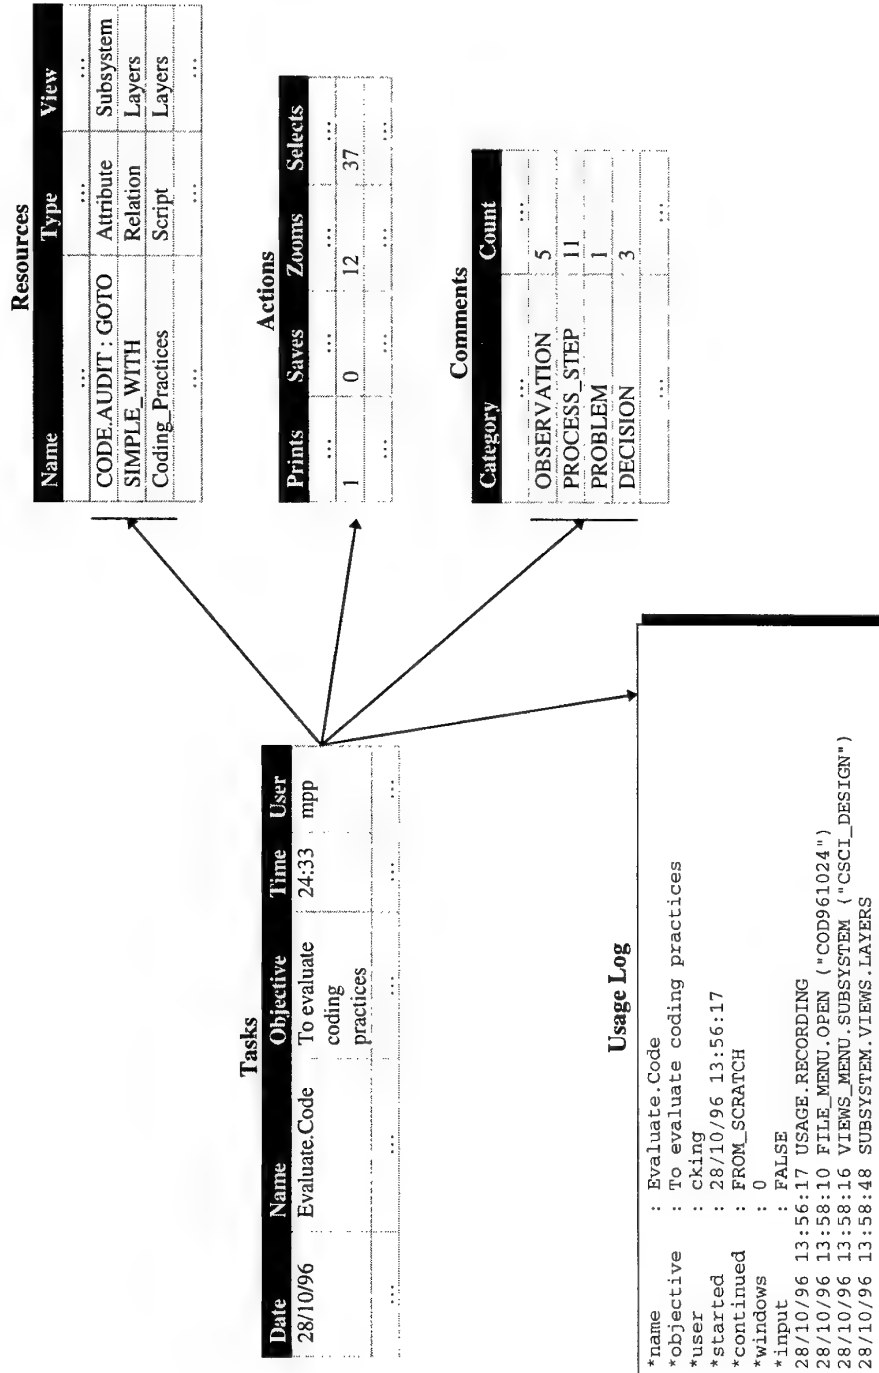 Tasks
Date Name Objective Time User
28/10/96 Evaluate.Code To evaluate 24:33 mpp
coding
practices
... ... ... ... ...
Resources
Name Type View
... ... ...
CODE.AUDIT : GOTO Attribute Subsystem
SIMPLE_WITH Relation Layers
Coding_Practices Script Layers
... ... ...
Actions
Prints Saves Zooms Selects
... ... ... ...
1 0 12 37
... ... ... ...
Comments
Category Count
... ...
OBSERVATION 5
PROCESS_STEP 11
PROBLEM 1
DECISION 3
... ...
Usage Log
*name : Evaluate.Code
*objective : To evaluate coding practices
*user : cking
*started : 28/10/96 13:56:17
*continued : FROM_SCRATCH
*windows : 0
*input : FALSE
28/10/96 13:56:17 USAGE.RECORDING
28/10/96 13:58:10 FILE_MENU.OPEN ("COD961024")
28/10/96 13:58:16 VIEWS_MENU.SUBSYSTEM ("CSCI_DESIGN")
28/10/96 13:58:48 SUBSYSTEM.VIEWS.LAYERS